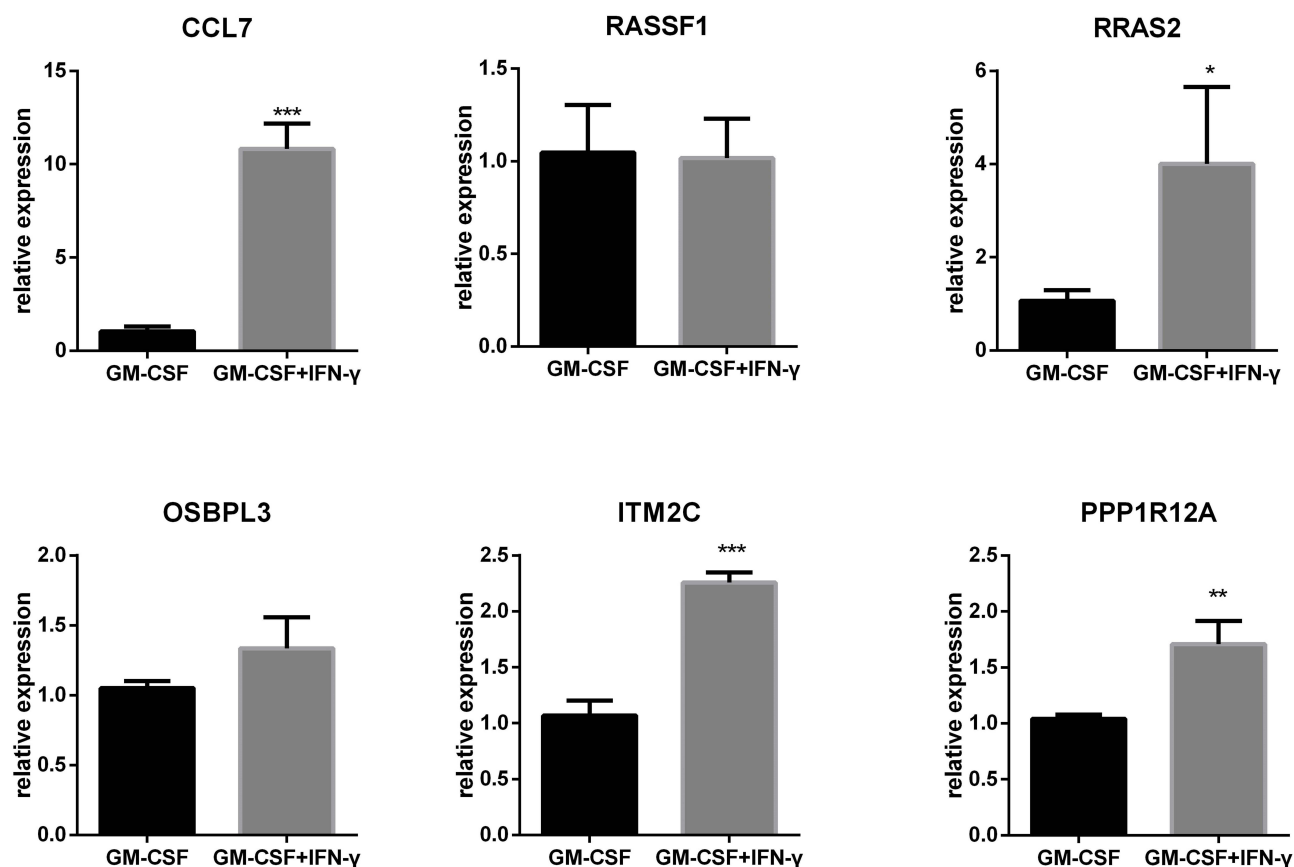 CCL7
RASSF1
RRAS2
15
10
5
0
relative expression
***
GM-CSF
GM-CSF+IFN-γ
1.5
1.0
0.5
0.0
relative expression
GM-CSF
GM-CSF+IFN-γ
6
4
2
0
relative expression
*
GM-CSF
GM-CSF+IFN-γ
OSBPL3
ITM2C
PPP1R12A
2.0
1.5
1.0
0.5
0.0
relative expression
GM-CSF
GM-CSF+IFN-γ
2.5
2.0
1.5
1.0
0.5
0.0
relative expression
***
GM-CSF
GM-CSF+IFN-γ
2.5
2.0
1.5
1.0
0.5
0.0
relative expression
**
GM-CSF
GM-CSF+IFN-γ